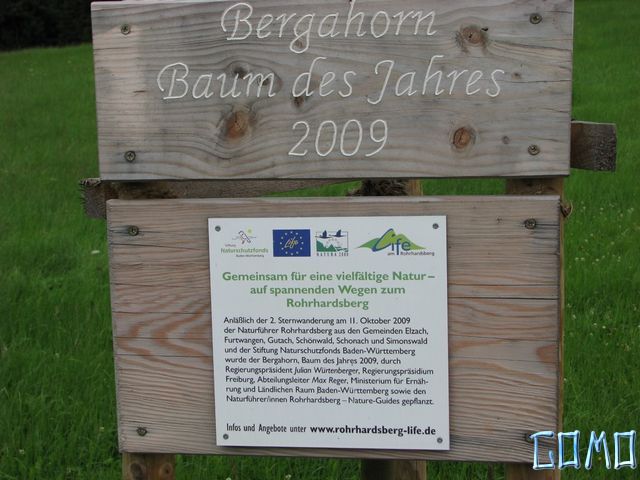 Bergahorn
Baum des Jahres
2009
Stiftung
Naturschutzfonds
Baden-Württemberg
Life
NATURA 2000
Life
am Rohrhardsberg
Gemeinsam für eine vielfältige Natur –
auf spannenden Wegen zum
Rohrhardsberg
Anläßlich der 2. Sternwanderung am 11. Oktober 2009
der Naturführer Rohrhardsberg aus den Gemeinden Elzach,
Furtwangen, Gutach, Schönwald, Schonach und Simonswald
und der Stiftung Naturschutzfonds Baden-Württemberg
wurde der Bergahorn, Baum des Jahres 2009, durch
Regierungspräsident Julian Würtenberger, Regierungspräsidium
Freiburg, Abteilungsleiter Max Reger, Ministerium für Ernäh-
rung und Ländlichen Raum Baden-Württemberg sowie den
Naturführer/innen Rohrhardsberg – Nature-Guides gepflanzt.
Infos und Angebote unter www.rohrhardsberg-life.de
COMO